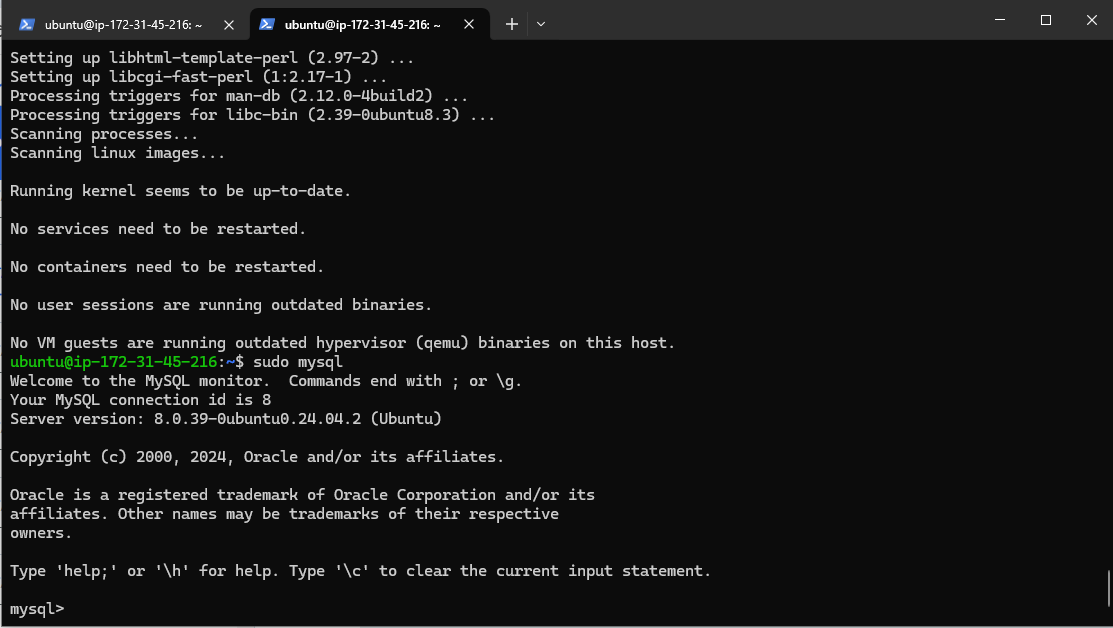 ubuntu@ip-172-31-45-216: ~
ubuntu@ip-172-31-45-216: ~
Setting up libhtml-template-perl (2.97-2) ...
Setting up libcgi-fast-perl (1:2.17-1) ...
Processing triggers for man-db (2.12.0-4build2) ...
Processing triggers for libc-bin (2.39-0ubuntu8.3) ...
Scanning processes...
Scanning linux images...

Running kernel seems to be up-to-date.

No services need to be restarted.

No containers need to be restarted.

No user sessions are running outdated binaries.

No VM guests are running outdated hypervisor (qemu) binaries on this host.
ubuntu@ip-172-31-45-216:~$ sudo mysql
Welcome to the MySQL monitor.  Commands end with ; or \g.
Your MySQL connection id is 8
Server version: 8.0.39-0ubuntu0.24.04.2 (Ubuntu)

Copyright (c) 2000, 2024, Oracle and/or its affiliates.

Oracle is a registered trademark of Oracle Corporation and/or its
affiliates. Other names may be trademarks of their respective
owners.

Type 'help;' or '\h' for help. Type '\c' to clear the current input statement.

mysql>